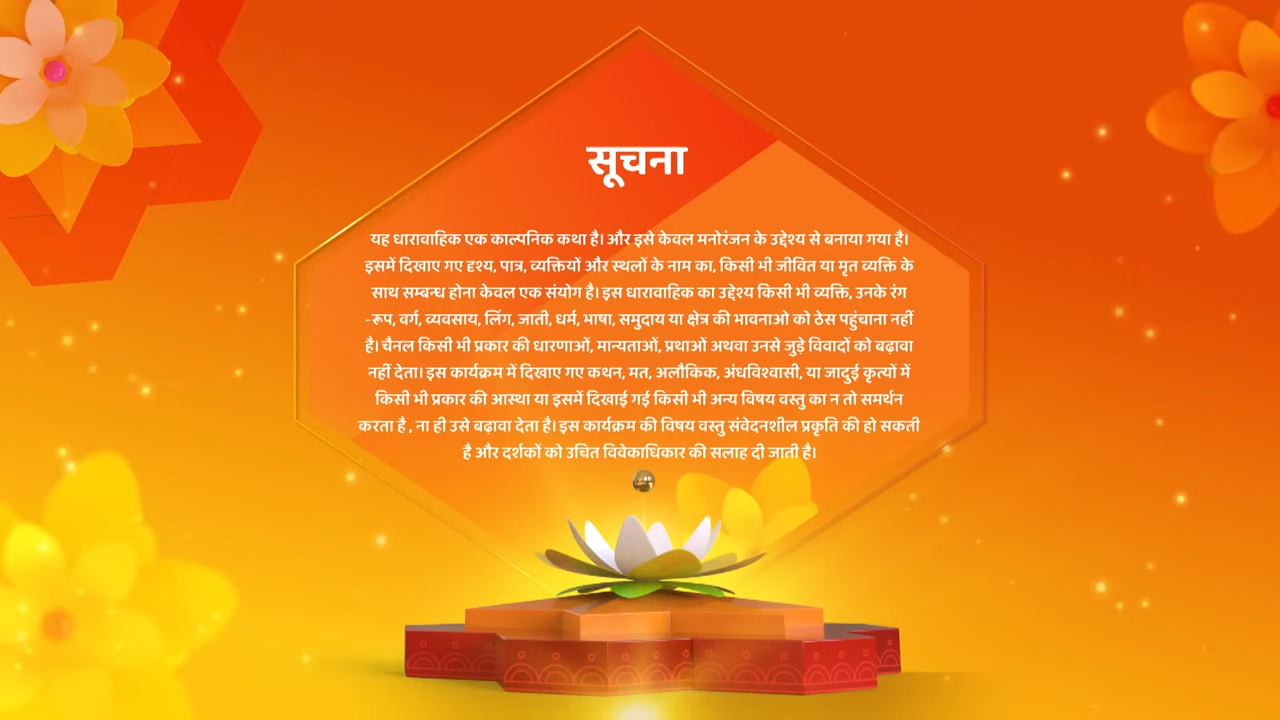 सूचना
यह धारावाहिक एक काल्पनिक कथा है। और इसे केवल मनोरंजन के उद्देश्य से बनाया गया है।
इसमें दिखाए गए दृश्य, पात्र, व्यक्तियों और स्थलों के नाम का, किसी भी जीवित या मृत व्यक्ति के
साथ सम्बन्ध होना केवल एक संयोग है। इस धारावाहिक का उद्देश्य किसी भी व्यक्ति, उनके रंग
-रूप, वर्ग, व्यवसाय, लिंग, जाती, धर्म, भाषा, समुदाय या क्षेत्र की भावनाओ को ठेस पहुंचाना नहीं
है। चैनल किसी भी प्रकार की धारणाओं, मान्यताओं, प्रथाओं अथवा उनसे जुड़े विवादों को बढ़ावा
नहीं देता। इस कार्यक्रम में दिखाए गए कथन, मत, अलौकिक, अंधविश्वासी, या जादुई कृत्यों में
किसी भी प्रकार की आस्था या इसमें दिखाई गई किसी भी अन्य विषय वस्तु का न तो समर्थन
करता है , ना ही उसे बढ़ावा देता है। इस कार्यक्रम की विषय वस्तु संवेदनशील प्रकृति की हो सकती
है और दर्शकों को उचित विवेकाधिकार की सलाह दी जाती है।